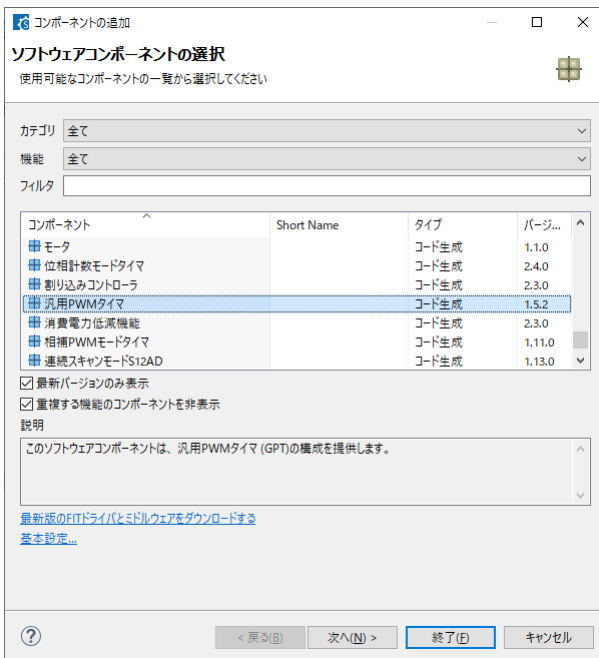 コンポーネントの追加
ソフトウェアコンポーネントの選択
使用可能なコンポーネントの一覧から選択してください
カテゴリ 全て
機能 全て
フィルタ
コンポーネント Short Name タイプ バージ...
モータ コード生成 1.1.0
位相計数モードタイマ コード生成 2.4.0
割り込みコントローラ コード生成 2.3.0
汎用PWMタイマ コード生成 1.5.2
消費電力低減機能 コード生成 2.3.0
相補PWMモードタイマ コード生成 1.11.0
連続スキャンモードS12AD コード生成 1.13.0
最新バージョンのみ表示
重複する機能のコンポーネントを非表示
説明
このソフトウェアコンポーネントは、汎用PWMタイマ (GPT)の構成を提供します。
最新版のFITドライバとミドルウェアをダウンロードする
基本設定...
? < 戻る(B) 次へ(N) > 終了(F) キャンセル